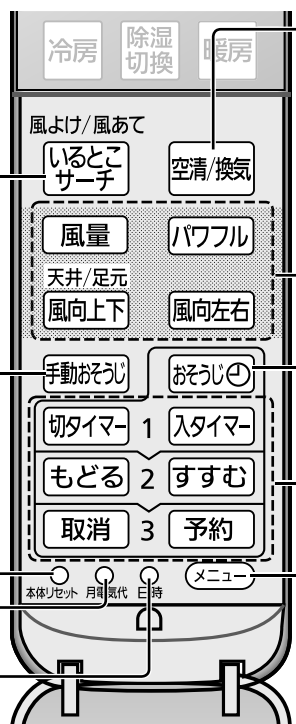 冷房
除湿
切換
暖房
風よけ/風あて
いるとこ
サーチ
空清/換気
風量
パワフル
天井/足元
風向上下
風向左右
手動おそうじ
おそうじ
切タイマー
1
入タイマー
もどる
2
すすむ
取消
3
予約
本体リセット
月電気代
日時
メニュー